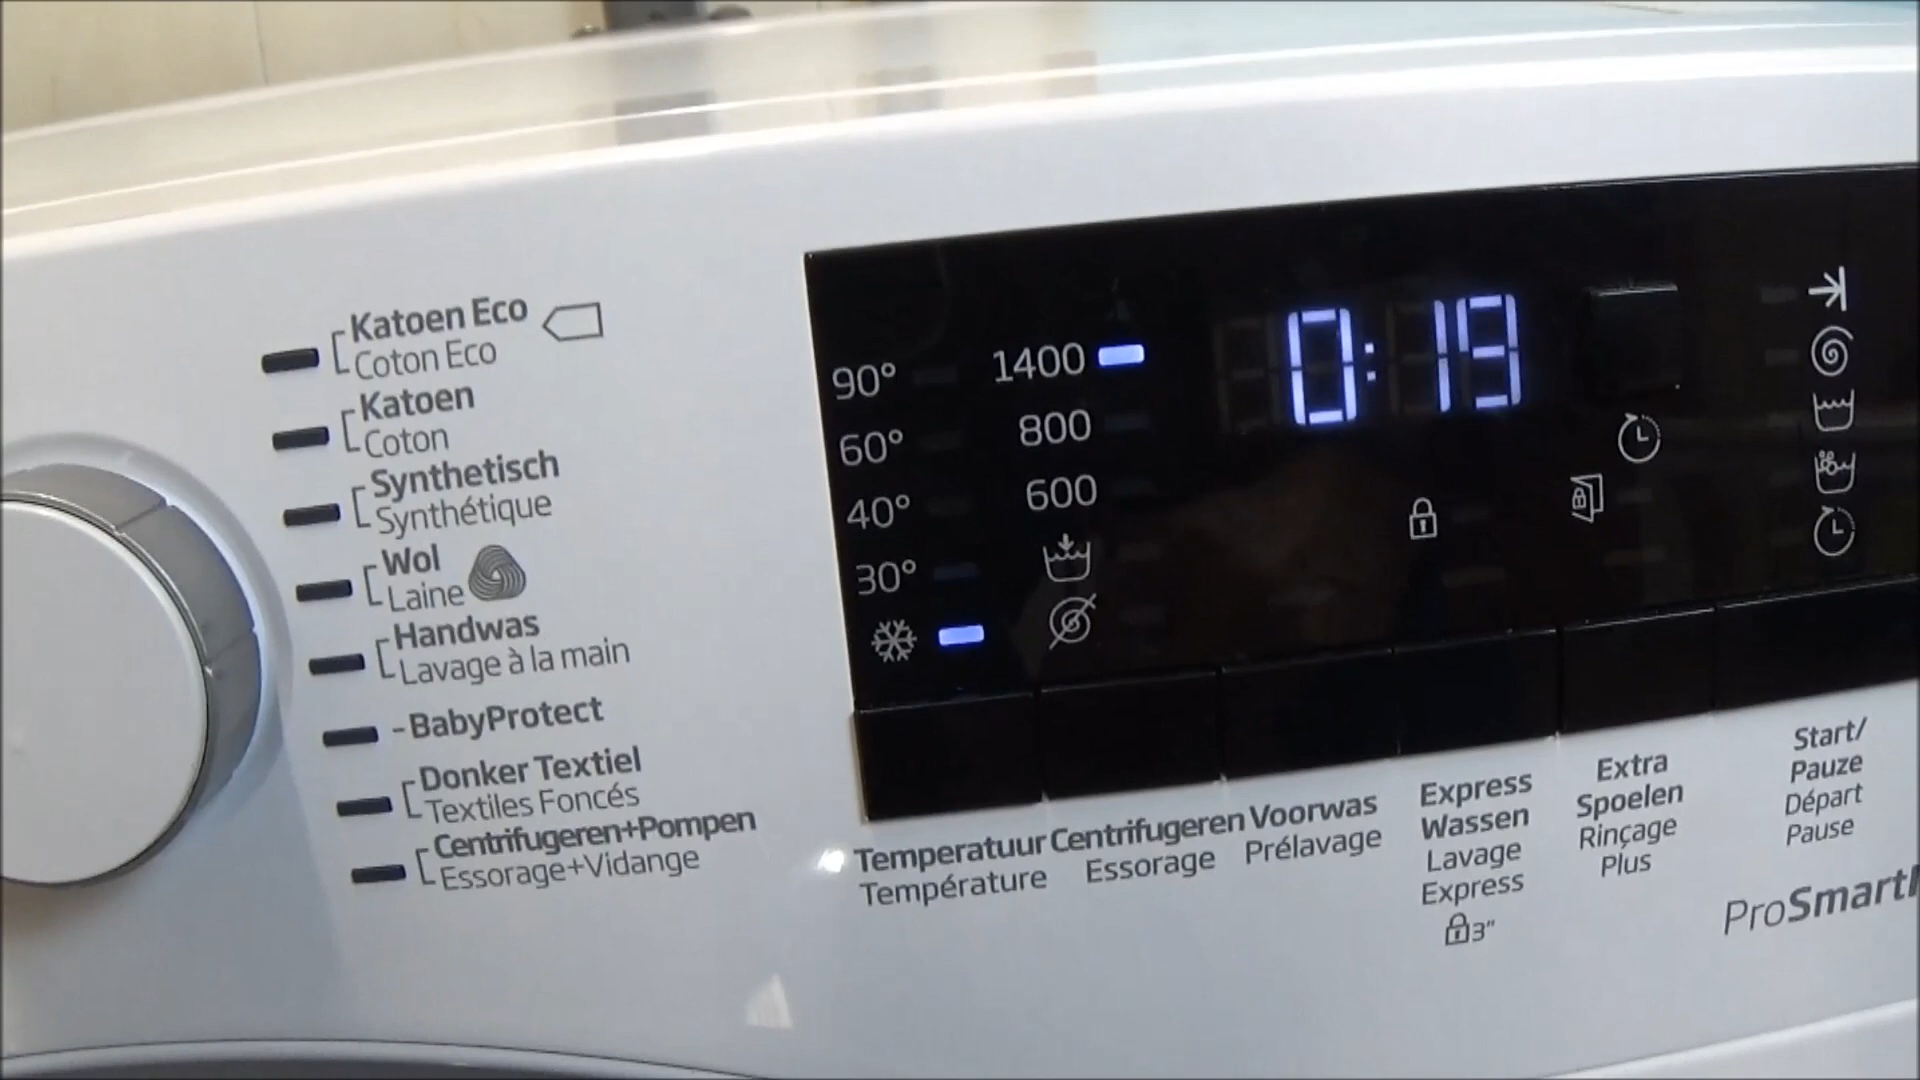 Katoen Eco
Coton Eco
Katoen
Coton
Synthetisch
Synthétique
Wol
Laine
Handwas
Lavage à la main
BabyProtect
Donker Textiel
Textiles Foncés
Centrifugeren+Pompen
Essorage+Vidange
90°
60°
40°
30°
1400
800
600
0:19
Temperatuur
Température
Centrifugeren
Essorage
Voorwas
Prélavage
Express
Wassen
Lavage
Express
3"
Extra
Spoelen
Rinçage
Plus
Start/
Pauze
Départ
Pause